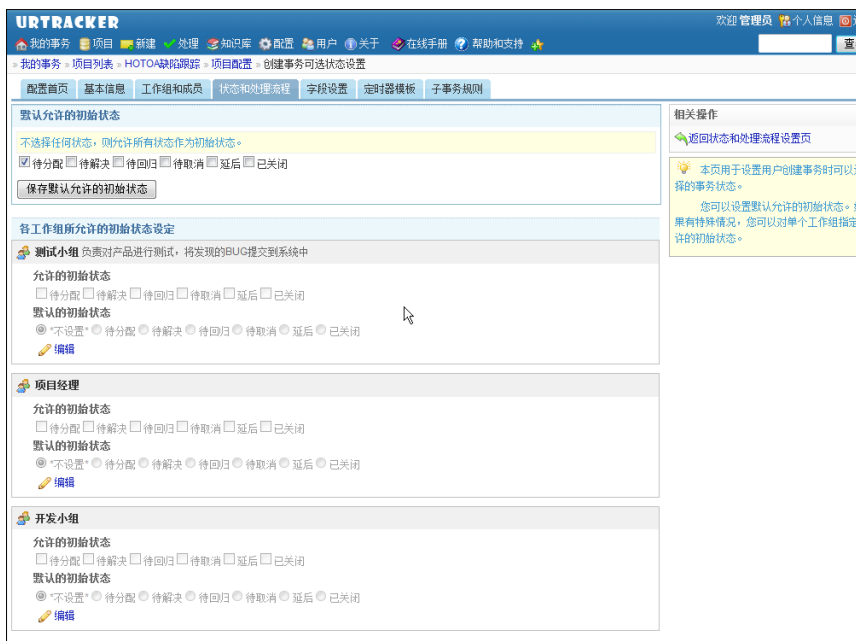 URTRACKER
欢迎 管理员 个人信息
我的事务 项目 新建 处理 知识库 配置 用户 关于 在线手册 帮助和支持
» 我的事务 » 项目列表 » HOTOA缺陷跟踪 » 项目配置 » 创建事务可选状态设置
配置首页 基本信息 工作组和成员 状态和处理流程 字段设置 定时器模板 子事务规则
默认允许的初始状态
不选择任何状态,则允许所有状态作为初始状态。
待分配 待解决 待回归 待取消 延后 已关闭
保存默认允许的初始状态
各工作组所允许的初始状态设定
测试小组 负责对产品进行测试,将发现的BUG提交到系统中
允许的初始状态
待分配 待解决 待回归 待取消 延后 已关闭
默认的初始状态
*不设置* 待分配 待解决 待回归 待取消 延后 已关闭
编辑
项目经理
允许的初始状态
待分配 待解决 待回归 待取消 延后 已关闭
默认的初始状态
*不设置* 待分配 待解决 待回归 待取消 延后 已关闭
编辑
开发小组
允许的初始状态
待分配 待解决 待回归 待取消 延后 已关闭
默认的初始状态
*不设置* 待分配 待解决 待回归 待取消 延后 已关闭
编辑
相关操作
返回状态和处理流程设置页
本页用于设置用户创建事务时可以
择的事务状态。
您可以设置默认允许的初始状态。
果有特殊情况,您可以对单个工作组指定
许的初始状态。